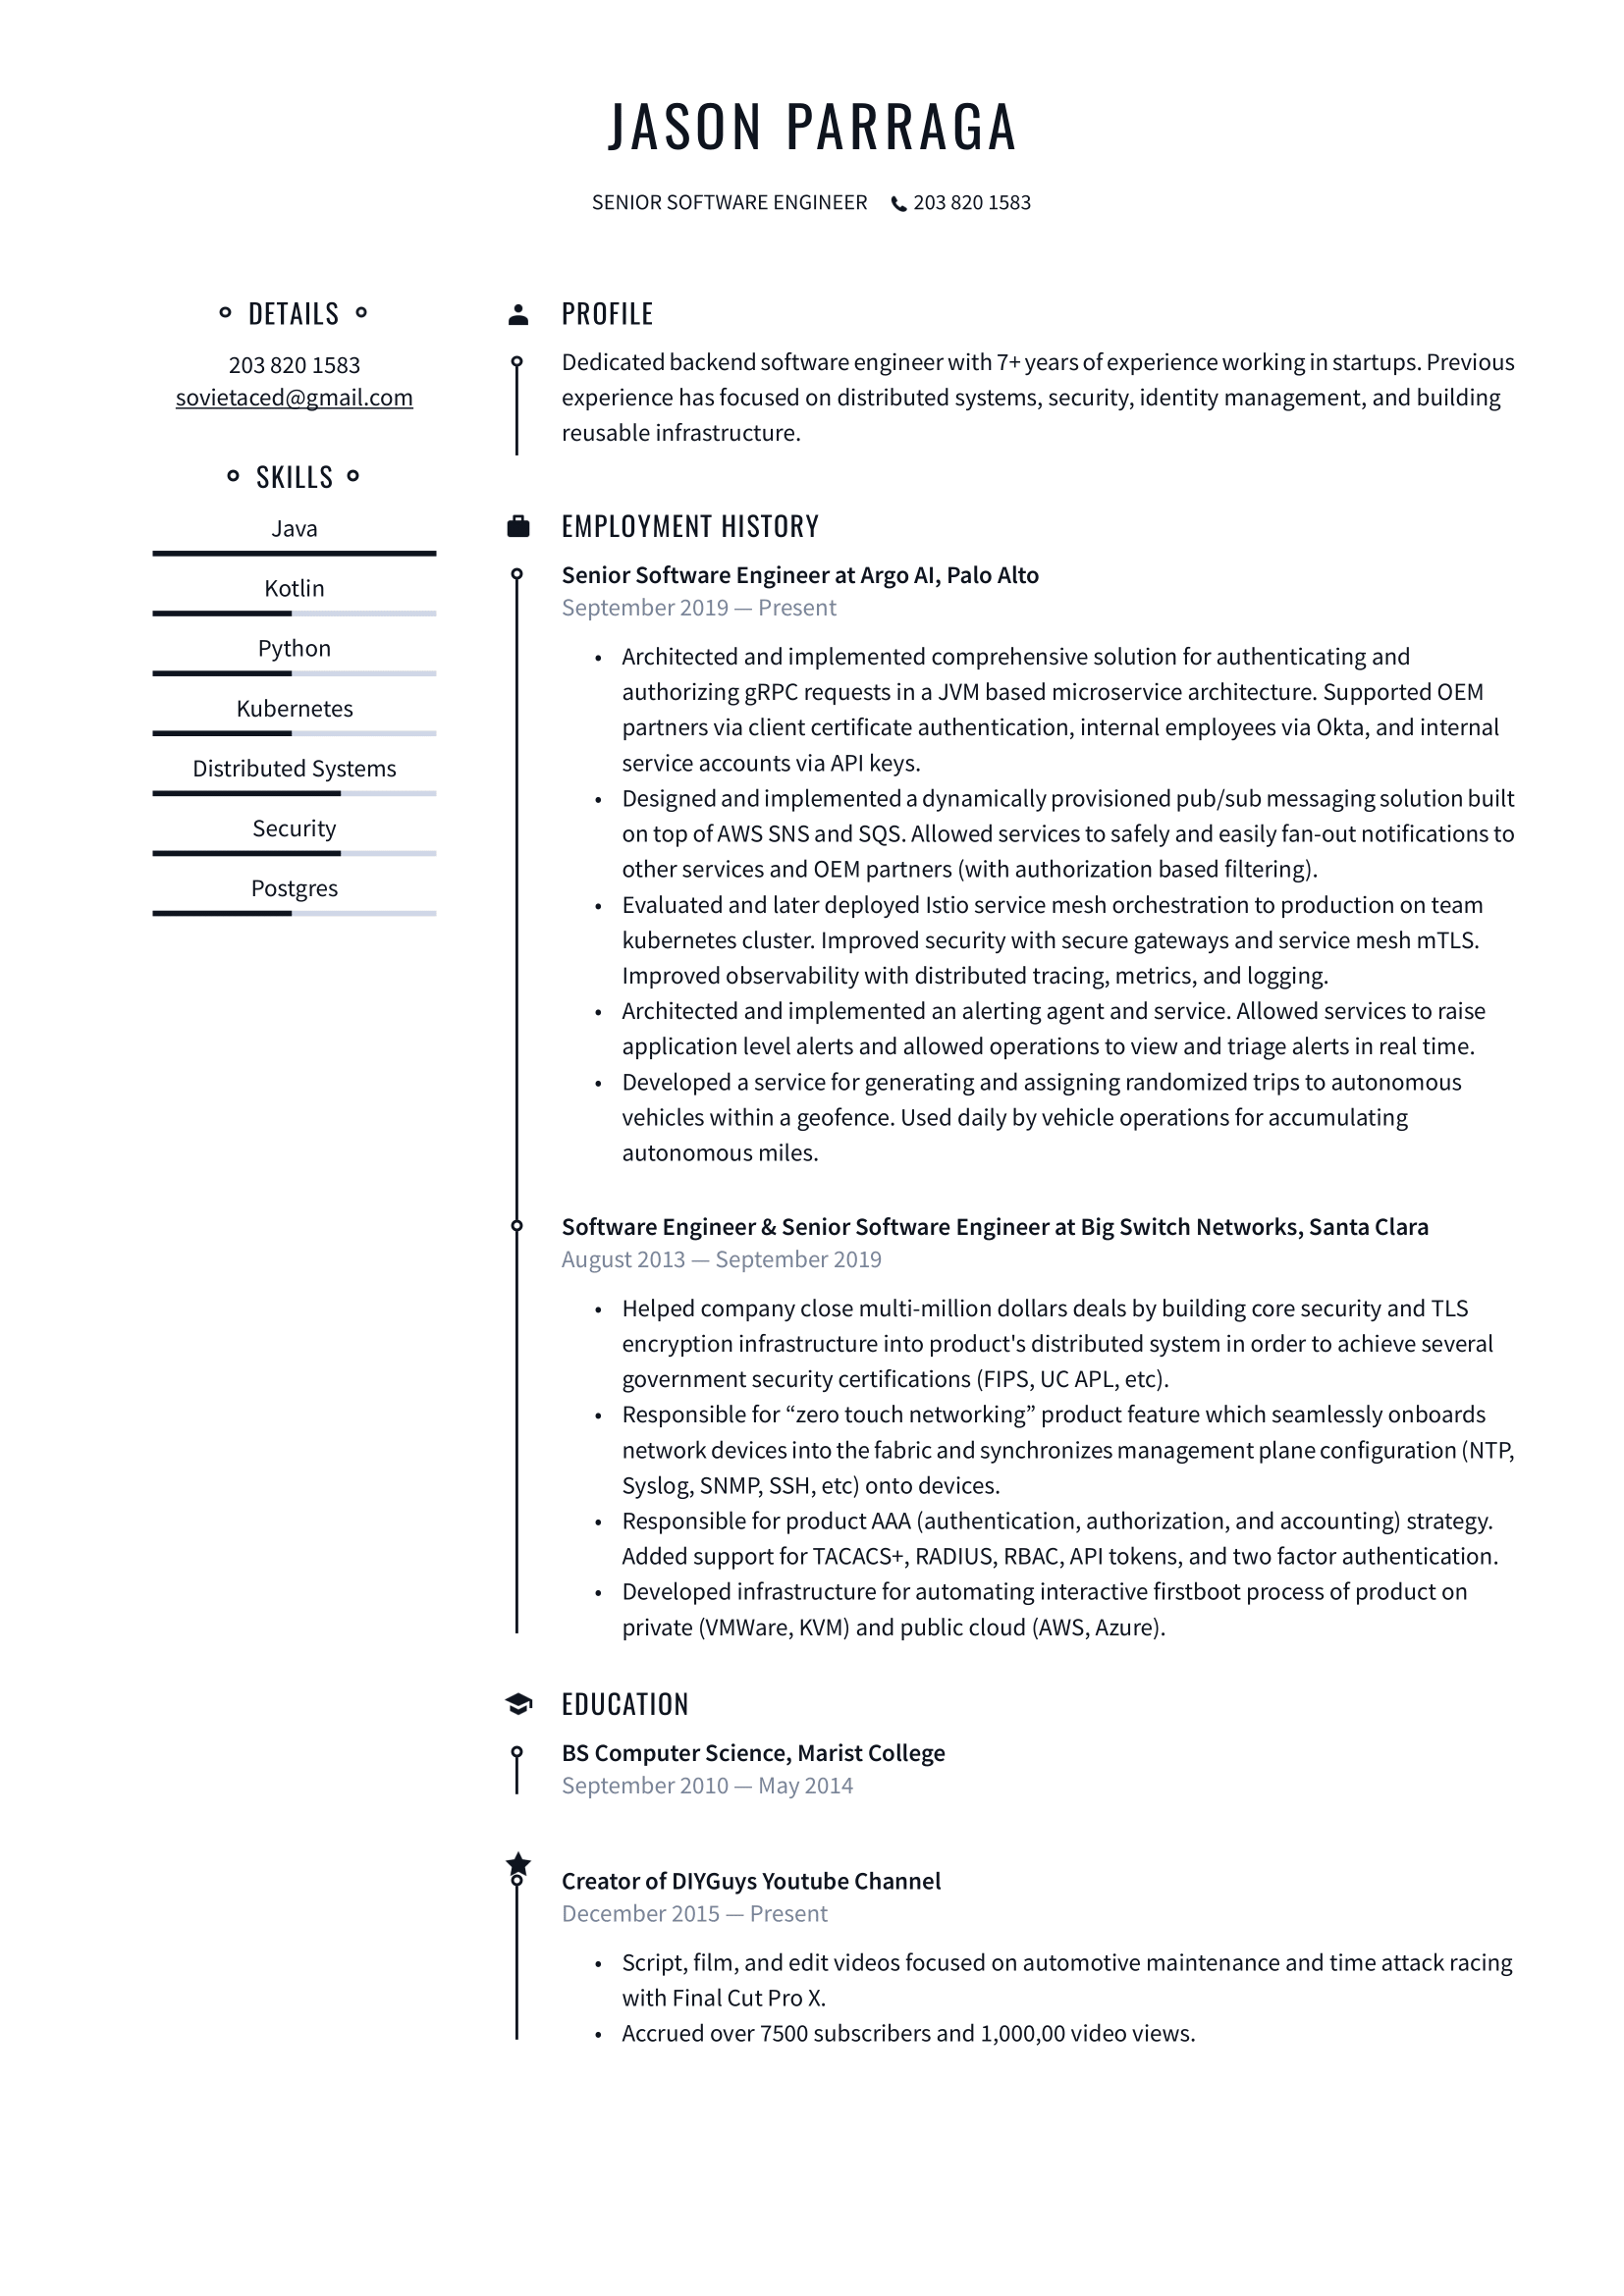 JASON PARRAGA
SENIOR SOFTWARE ENGINEER 203 820 1583
DETAILS
203 820 1583
sovietaced@gmail.com
SKILLS
Java
Kotlin
Python
Kubernetes
Distributed Systems
Security
Postgres
PROFILE
Dedicated backend software engineer with 7+ years of experience working in startups. Previous
experience has focused on distributed systems, security, identity management, and building
reusable infrastructure.
EMPLOYMENT HISTORY
Senior Software Engineer at Argo AI, Palo Alto
September 2019 — Present
• Architected and implemented comprehensive solution for authenticating and
authorizing gRPC requests in a JVM based microservice architecture. Supported OEM
partners via client certificate authentication, internal employees via Okta, and internal
service accounts via API keys.
• Designed and implemented a dynamically provisioned pub/sub messaging solution built
on top of AWS SNS and SQS. Allowed services to safely and easily fan-out notifications to
other services and OEM partners (with authorization based filtering).
• Evaluated and later deployed Istio service mesh orchestration to production on team
kubernetes cluster. Improved security with secure gateways and service mesh mTLS.
Improved observability with distributed tracing, metrics, and logging.
• Architected and implemented an alerting agent and service. Allowed services to raise
application level alerts and allowed operations to view and triage alerts in real time.
• Developed a service for generating and assigning randomized trips to autonomous
vehicles within a geofence. Used daily by vehicle operations for accumulating
autonomous miles.
Software Engineer & Senior Software Engineer at Big Switch Networks, Santa Clara
August 2013 — September 2019
• Helped company close multi-million dollars deals by building core security and TLS
encryption infrastructure into product's distributed system in order to achieve several
government security certifications (FIPS, UC APL, etc).
• Responsible for “zero touch networking” product feature which seamlessly onboards
network devices into the fabric and synchronizes management plane configuration (NTP,
Syslog, SNMP, SSH, etc) onto devices.
• Responsible for product AAA (authentication, authorization, and accounting) strategy.
Added support for TACACS+, RADIUS, RBAC, API tokens, and two factor authentication.
• Developed infrastructure for automating interactive firstboot process of product on
private (VMWare, KVM) and public cloud (AWS, Azure).
EDUCATION
BS Computer Science, Marist College
September 2010 — May 2014
Creator of DIYGuys Youtube Channel
December 2015 — Present
• Script, film, and edit videos focused on automotive maintenance and time attack racing
with Final Cut Pro X.
• Accrued over 7500 subscribers and 1,000,00 video views.